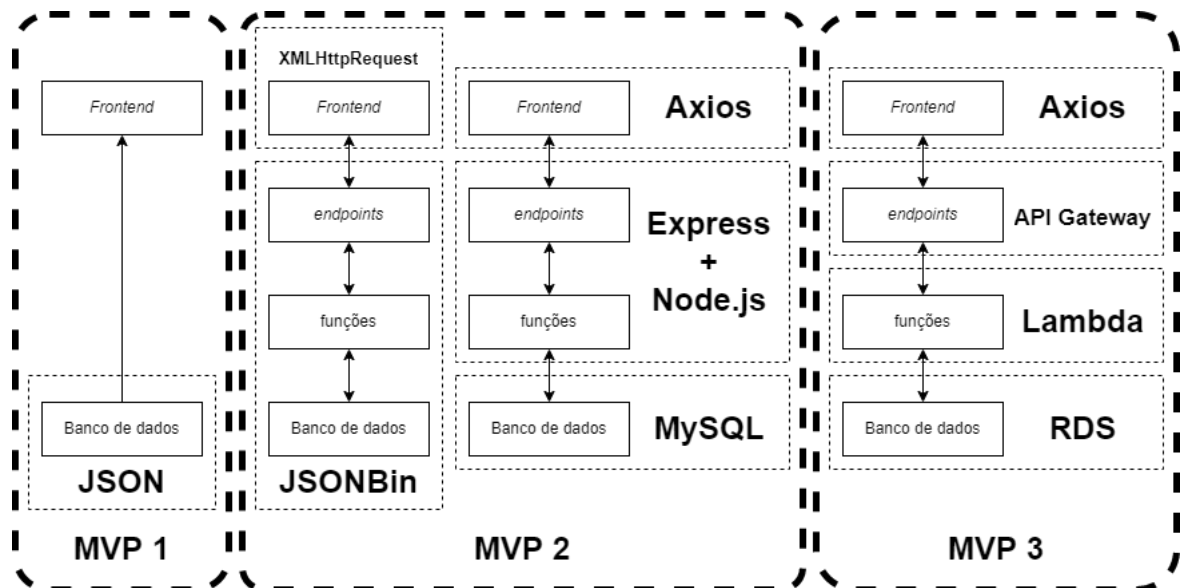 Frontend
Banco de dados
JSON
MVP 1
XMLHttpRequest
Frontend
endpoints
funções
Banco de dados
JSONBin
Frontend
Axios
endpoints
funções
Express
+
Node.js
Banco de dados
MySQL
MVP 2
Frontend
Axios
endpoints
API Gateway
funções
Lambda
Banco de dados
RDS
MVP 3